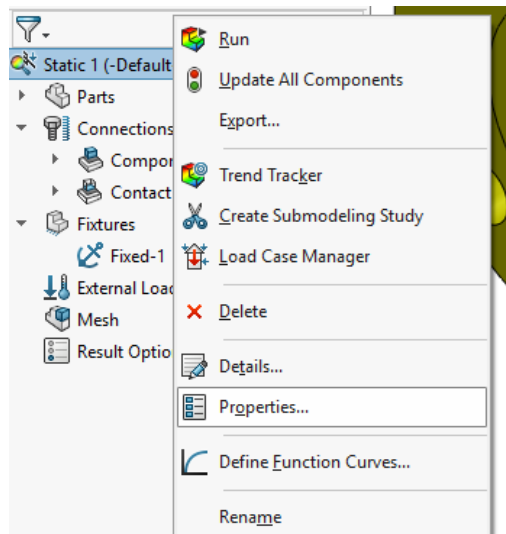 Static 1 (-Default
Parts
Connections
Compor
Contact
Fixtures
Fixed-1
External Load
Mesh
Result Optio
Run
Update All Components
Export...
Trend Tracker
Create Submodeling Study
Load Case Manager
Delete
Details...
Properties...
Define Function Curves...
Rename